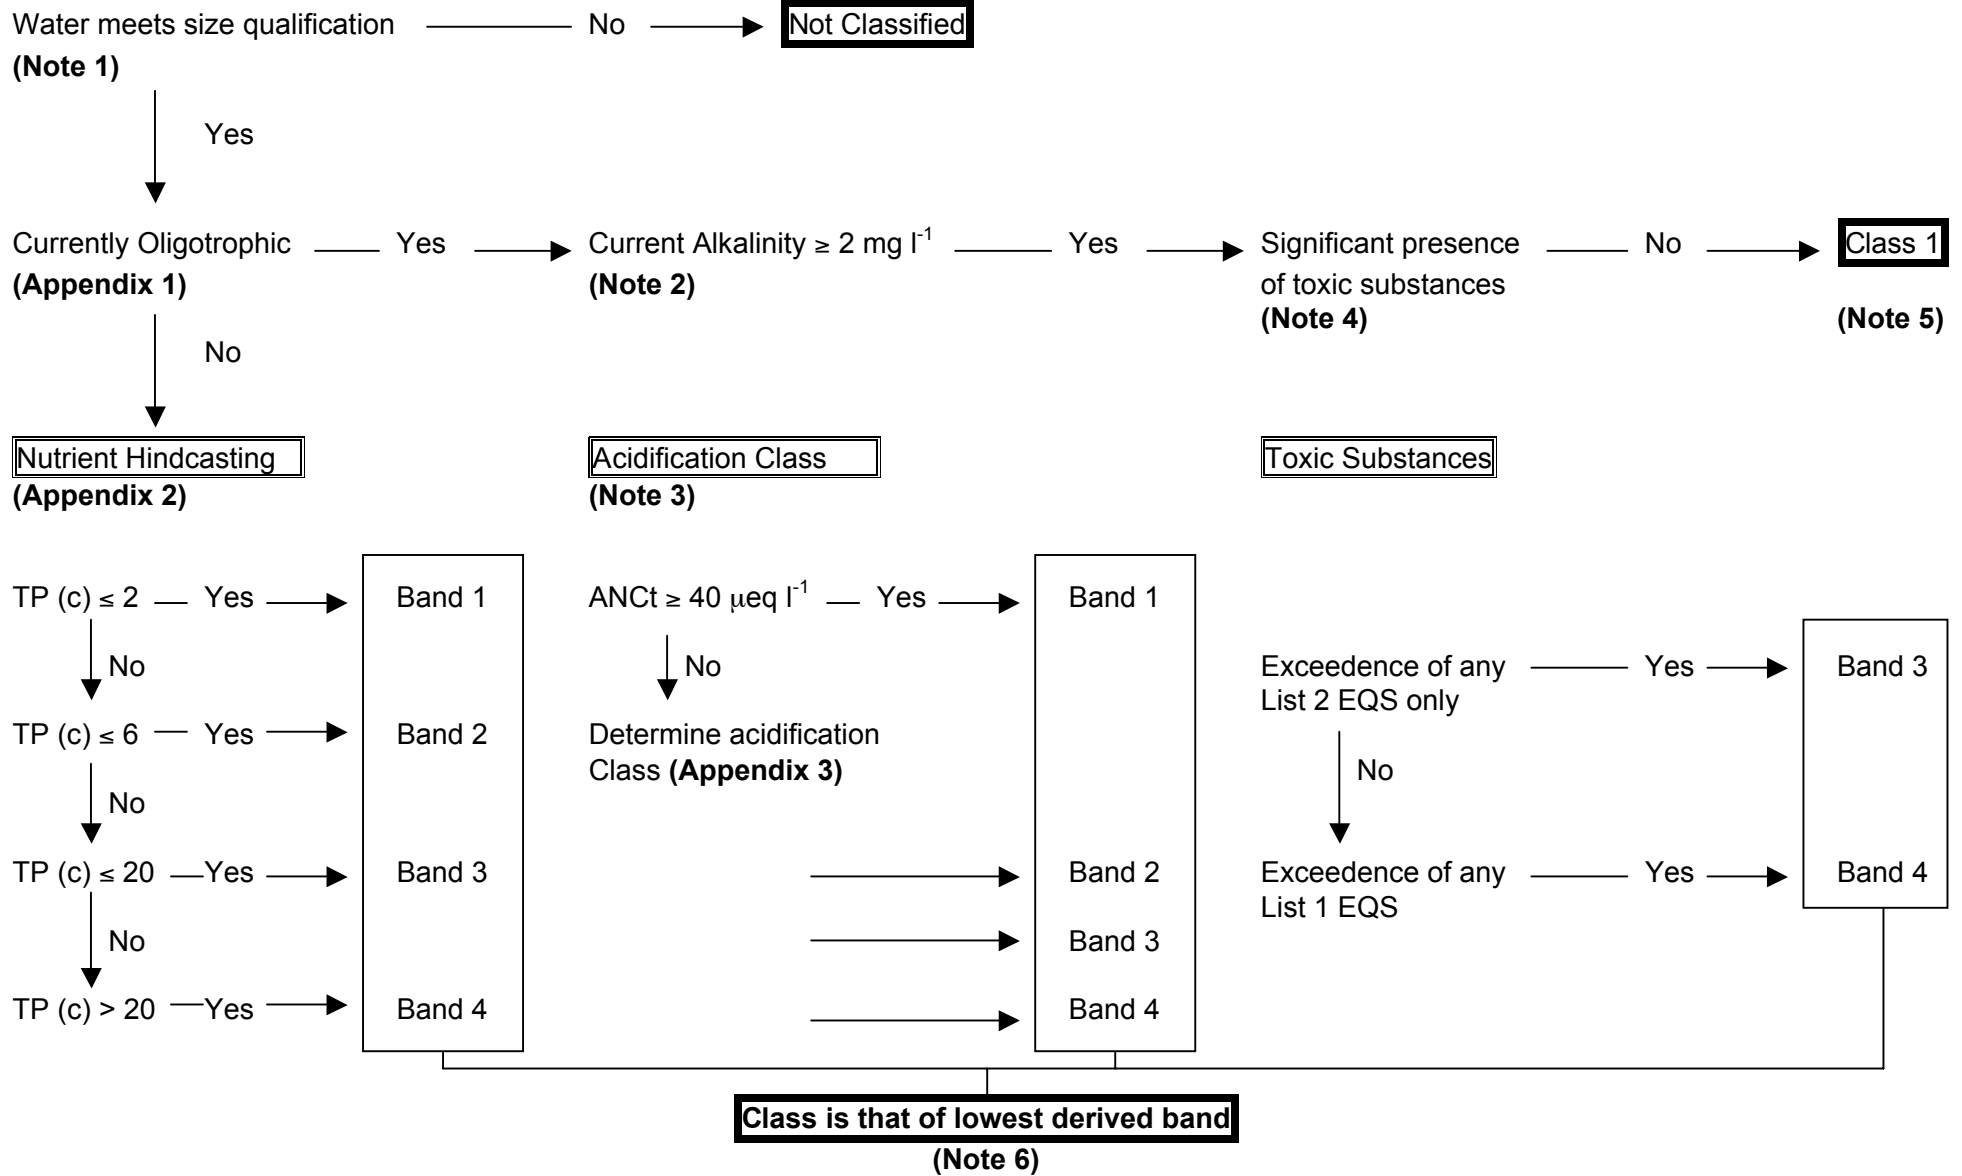 Water meets size qualification No Not Classified
(Note 1)
Yes
Currently Oligotrophic Yes Current Alkalinity ≥ 2 mg l-1 Yes Significant presence No Class 1
(Appendix 1) (Note 2) of toxic substances
(Note 4) (Note 5)
No
Nutrient Hindcasting Acidification Class Toxic Substances
(Appendix 2) (Note 3)
TP (c) ≤ 2 Yes Band 1 ANCt ≥ 40 μeq l-1 Yes Band 1
No No Exceedence of any Yes Band 3
List 2 EQS only
TP (c) ≤ 6 Yes Band 2 Determine acidification
Class (Appendix 3) No
No
TP (c) ≤ 20 Yes Band 3 Band 2 Exceedence of any Yes Band 4
List 1 EQS
No Band 3
TP (c) > 20 Yes Band 4 Band 4
Class is that of lowest derived band
(Note 6)